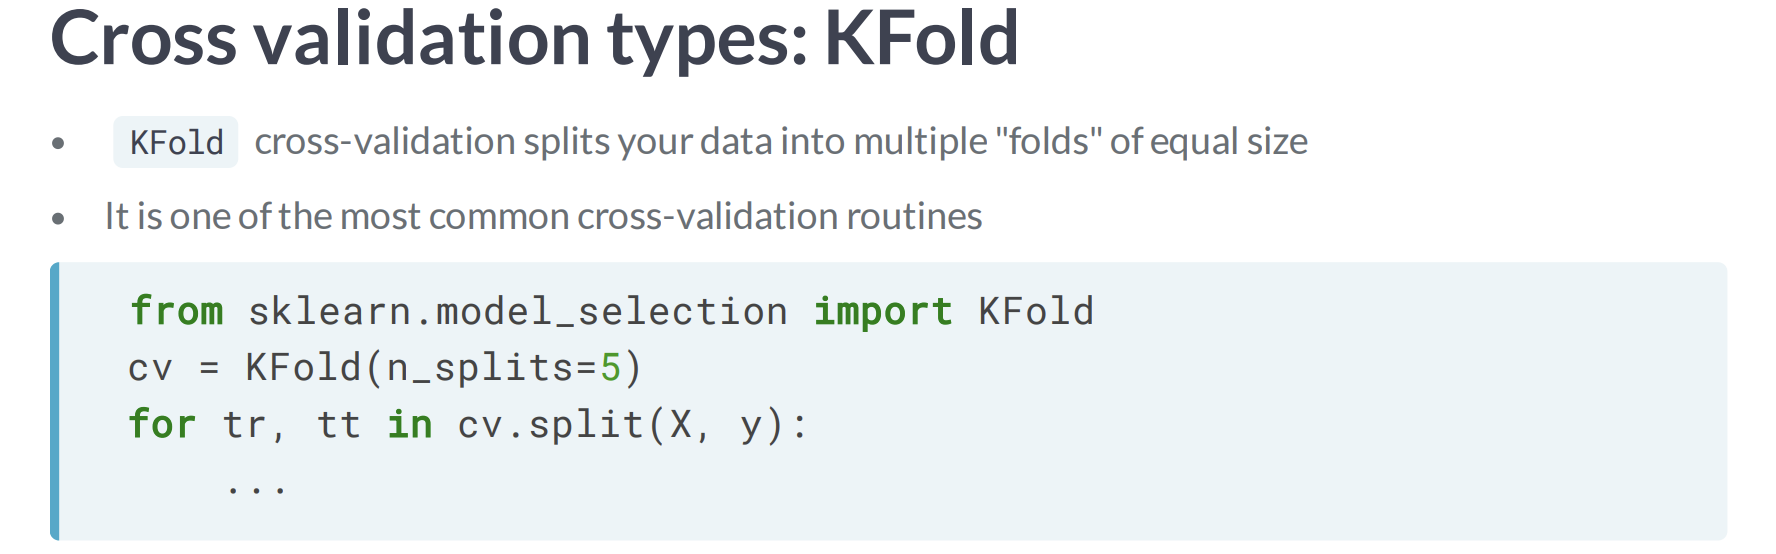 Cross validation types: KFold
• KFold cross-validation splits your data into multiple "folds" of equal size
• It is one of the most common cross-validation routines
from sklearn.model_selection import KFold
cv = KFold(n_splits=5)
for tr, tt in cv.split(X, y):
    ...